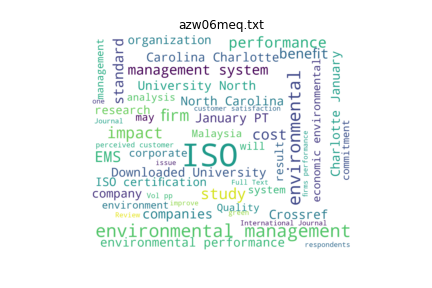 azw06meq.txt
organization
performance
management
standard
Carolina Charlotte
benefit
management system
University North
analysis
North Carolina
one
research
customer satisfaction
Journal
may
firm
January PT
Charlotte January
environmental
economic environmental
commitment
impact
Malaysia
cost
perceived customer
ISO
will
result
firms performance
EMS
corporate
issue
Downloaded University
ISO certification
Full Text
company
Vol pp
study
system
environment
improve
Quality
Review
companies
green
Crossref
International Journal
environmental management
environmental performance
respondents